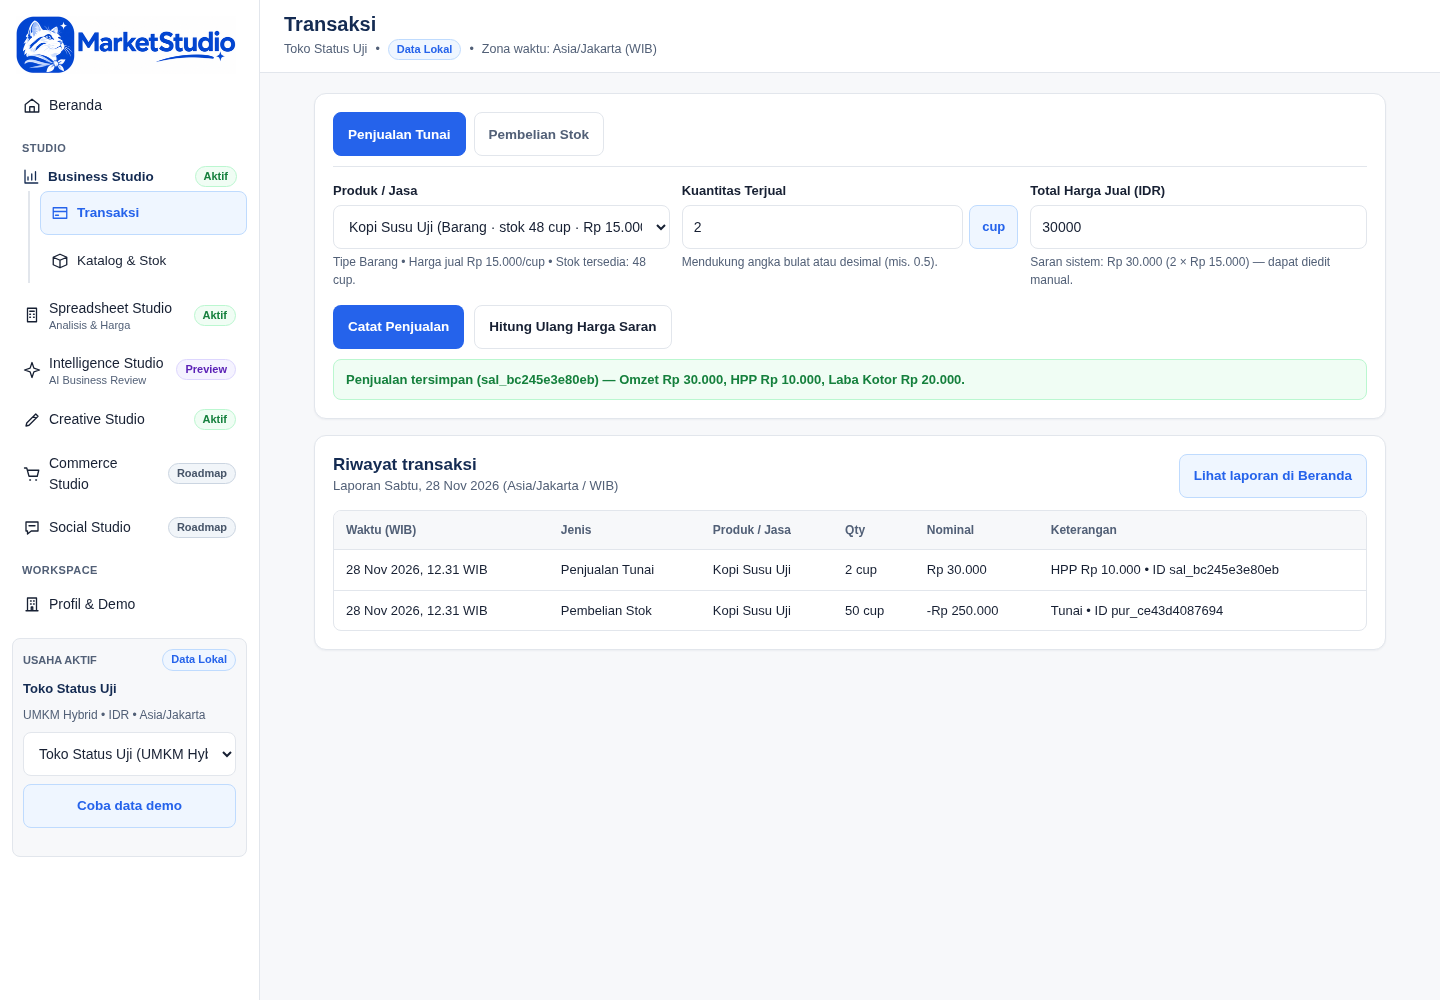 MarketStudio
Beranda
STUDIO
Business Studio
Aktif
Transaksi
Katalog & Stok
Spreadsheet Studio
Analisis & Harga
Aktif
Intelligence Studio
AI Business Review
Preview
Creative Studio
Aktif
Commerce
Studio
Roadmap
Social Studio
Roadmap
WORKSPACE
Profil & Demo
USAHA AKTIF
Data Lokal
Toko Status Uji
UMKM Hybrid • IDR • Asia/Jakarta
Toko Status Uji (UMKM Hyb
Coba data demo
Transaksi
Toko Status Uji • Data Lokal • Zona waktu: Asia/Jakarta (WIB)
Penjualan Tunai
Pembelian Stok
Produk / Jasa
Kopi Susu Uji (Barang · stok 48 cup · Rp 15.000
Tipe Barang • Harga jual Rp 15.000/cup • Stok tersedia: 48
cup.
Kuantitas Terjual
2
cup
Mendukung angka bulat atau desimal (mis. 0.5).
Total Harga Jual (IDR)
30000
Saran sistem: Rp 30.000 (2 × Rp 15.000) — dapat diedit
manual.
Catat Penjualan
Hitung Ulang Harga Saran
Penjualan tersimpan (sal_bc245e3e80eb) — Omzet Rp 30.000, HPP Rp 10.000, Laba Kotor Rp 20.000.
Riwayat transaksi
Laporan Sabtu, 28 Nov 2026 (Asia/Jakarta / WIB)
Lihat laporan di Beranda
Waktu (WIB) Jenis Produk / Jasa Qty Nominal Keterangan
28 Nov 2026, 12.31 WIB Penjualan Tunai Kopi Susu Uji 2 cup Rp 30.000 HPP Rp 10.000 • ID sal_bc245e3e80eb
28 Nov 2026, 12.31 WIB Pembelian Stok Kopi Susu Uji 50 cup -Rp 250.000 Tunai • ID pur_ce43d4087694